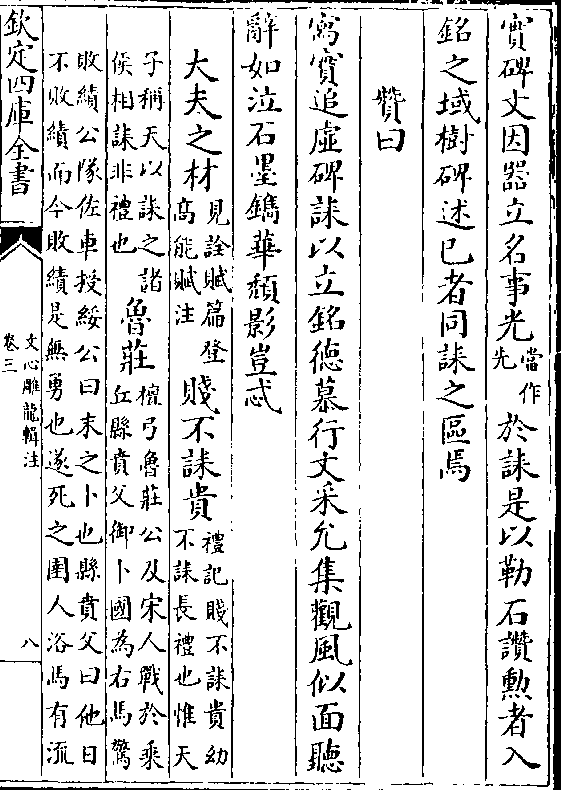 實碑文因器立名事光當作先於誄是以勒石讚勲者入
銘之域樹碑述已者同誄之區焉
贊曰
寫實追虛碑誄以立銘德慕行文采允集觀風似面聽
辭如泣石墨鐫華頹影豈忒
大夫之材見詮賦篇登高能賦注賤不誄貴禮記賤不誄貴幼不誄長禮也惟天
子稱天以誄之諸侯相誄非禮也魯莊檀弓魯莊公及宋人戰於乘丘縣賁父御卜國為右馬驚
敗績公隊佐車授綏公曰末之卜也縣賁父曰他日
不敗績而今敗績是無勇也遂死之圉人浴馬有流
欽定四庫全書
文心雕龍輯注
卷三
八